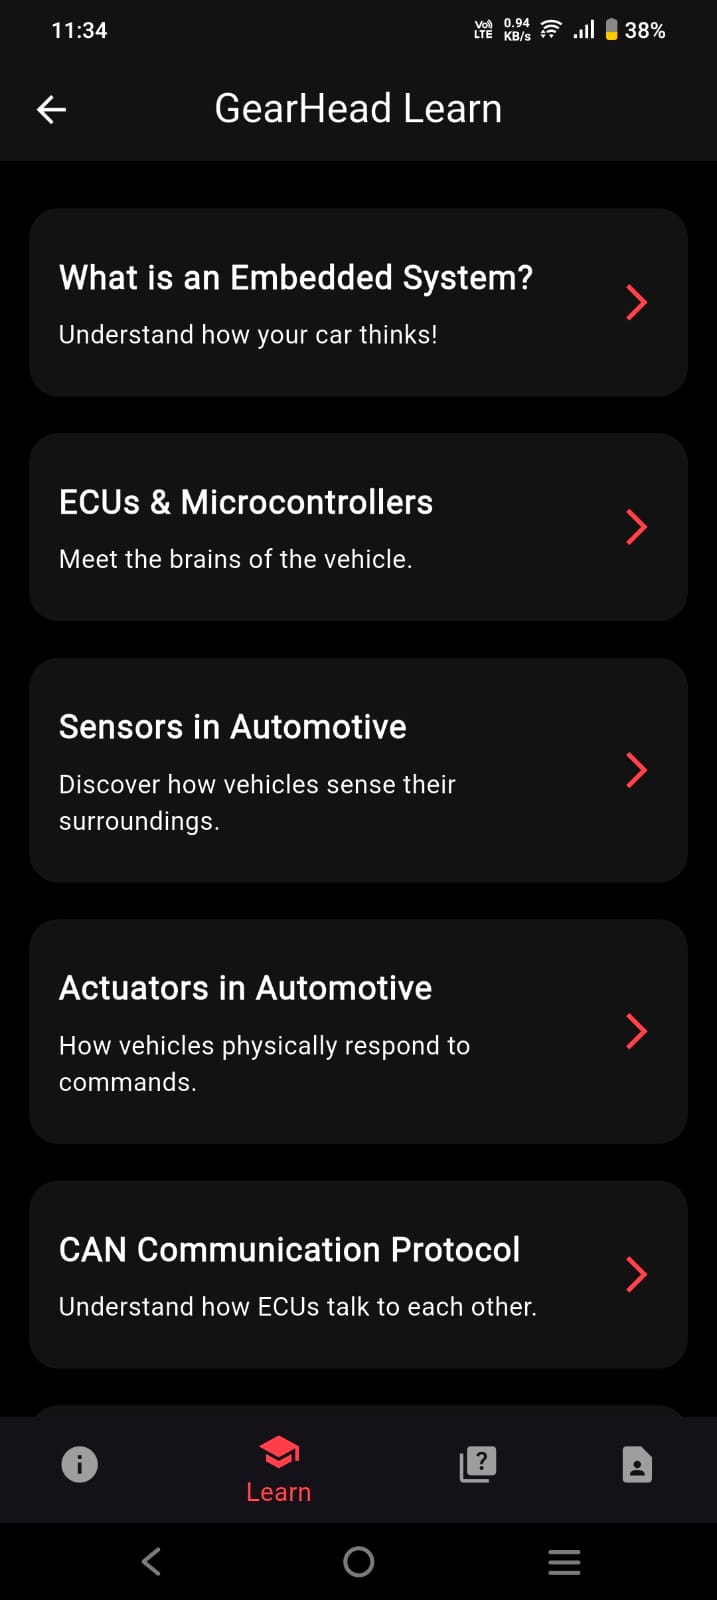 11:34
Vo)) LTE 0.94 KB/s 38%
GearHead Learn
What is an Embedded System?
Understand how your car thinks!
ECUs & Microcontrollers
Meet the brains of the vehicle.
Sensors in Automotive
Discover how vehicles sense their
surroundings.
Actuators in Automotive
How vehicles physically respond to
commands.
CAN Communication Protocol
Understand how ECUs talk to each other.
Learn